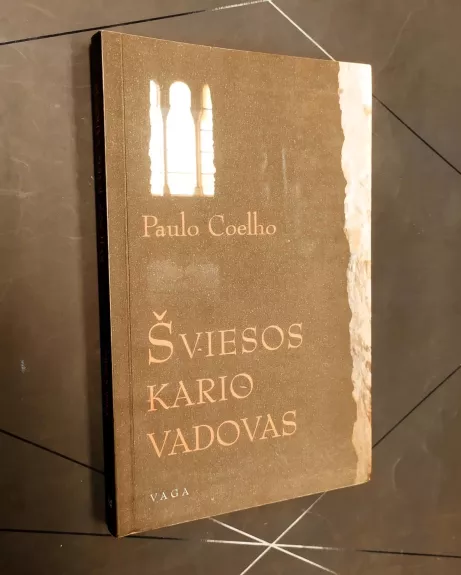 Paulo Coelho
ŠVIESOS
KARIO
VADOVAS
VAGA